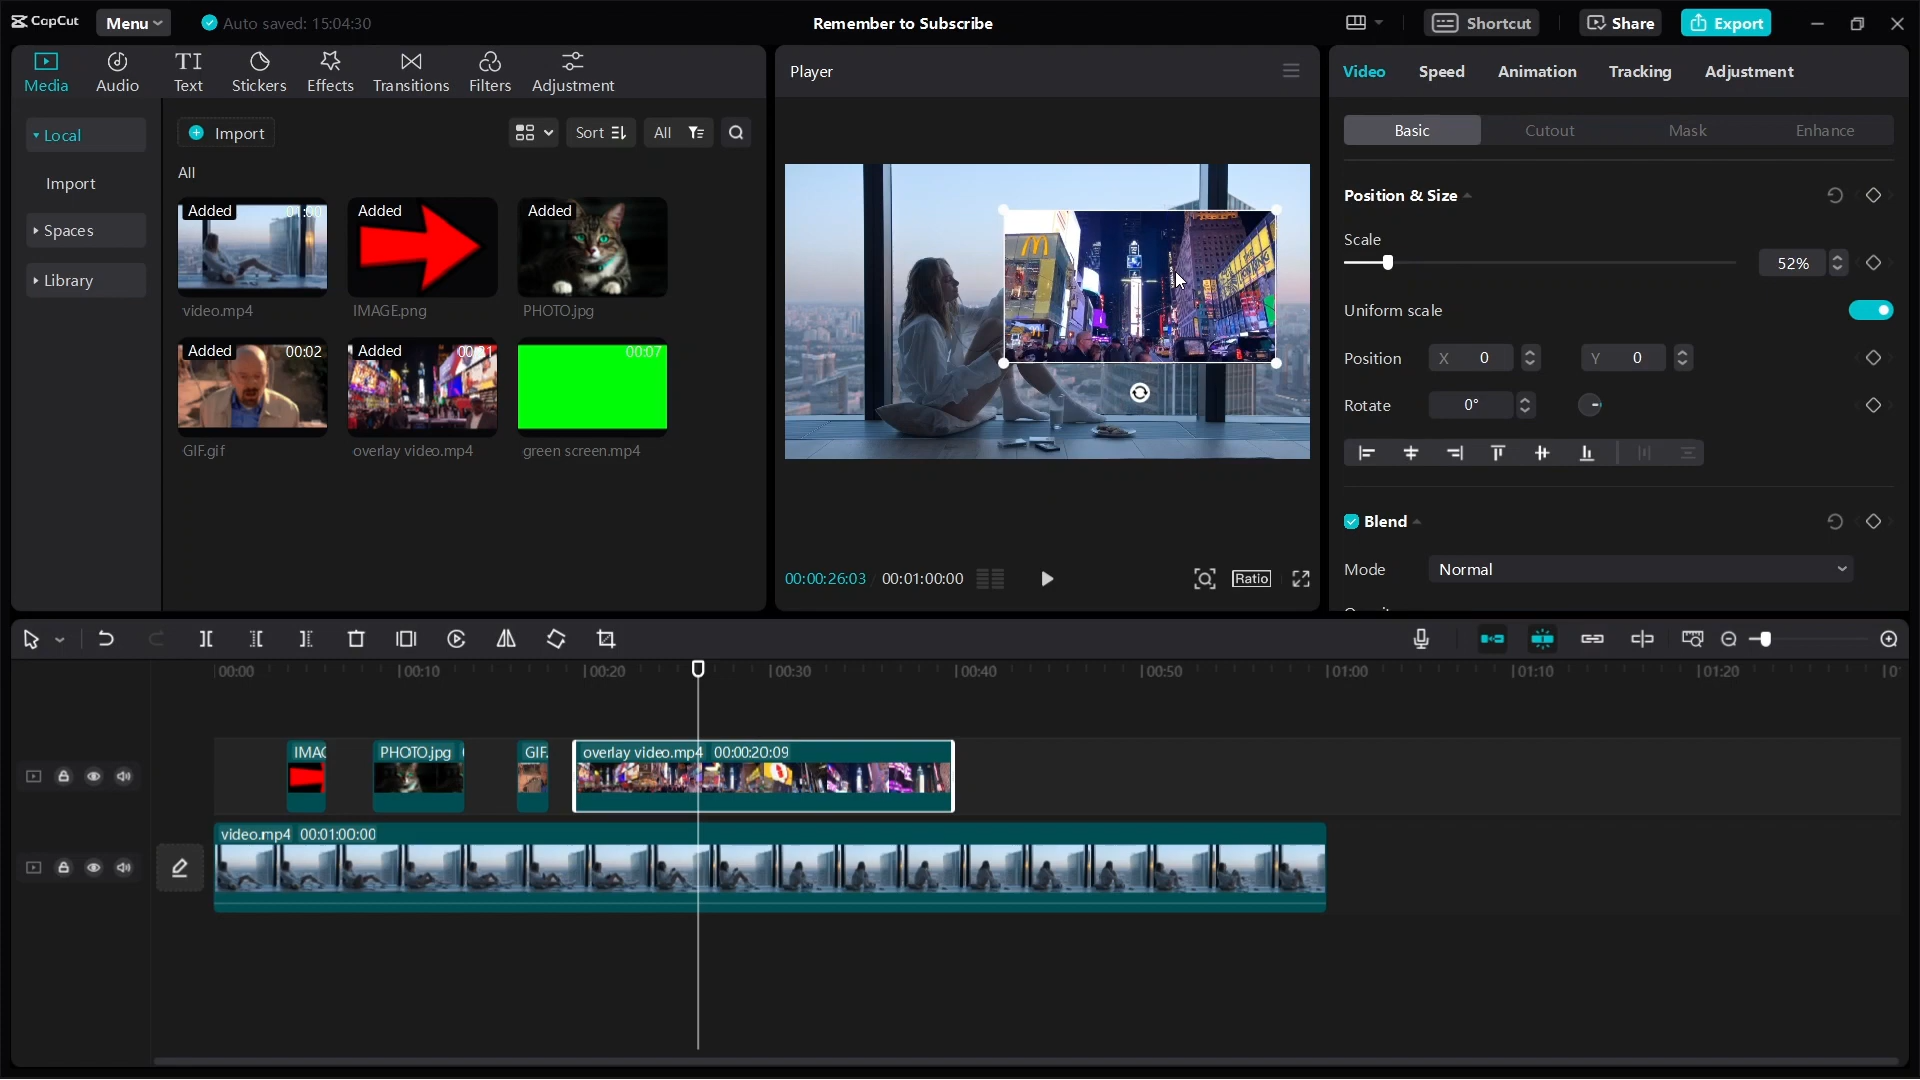 CapCut
Menu
Auto saved: 15:04:30
Remember to Subscribe
Shortcut
Share
Export
Media
Audio
TI
Text
Stickers
Effects
Transitions
Filters
Adjustment
Player
Video
Speed
Animation
Tracking
Adjustment
Local
Import
Spaces
Library
Import
Sort
All
All
Added
01:00
video.mp4
Added
IMAGE.png
Added
PHOTO.jpg
Added
00:02
GIF.gif
Added
overlay video.mp4
00:07
green screen.mp4
00:00:26:03
00:01:00:00
Ratio
Basic
Cutout
Mask
Enhance
Position & Size
Scale
52%
Uniform scale
Position
X
0
Y
0
Rotate
0°
Blend
Mode
Normal
00:00
00:10
00:20
00:30
00:40
00:50
01:00
01:10
01:20
IMAG
PHOTO.jpg
GIF.
overlay video.mp4 00:00:20:09
video.mp4 00:01:00:00